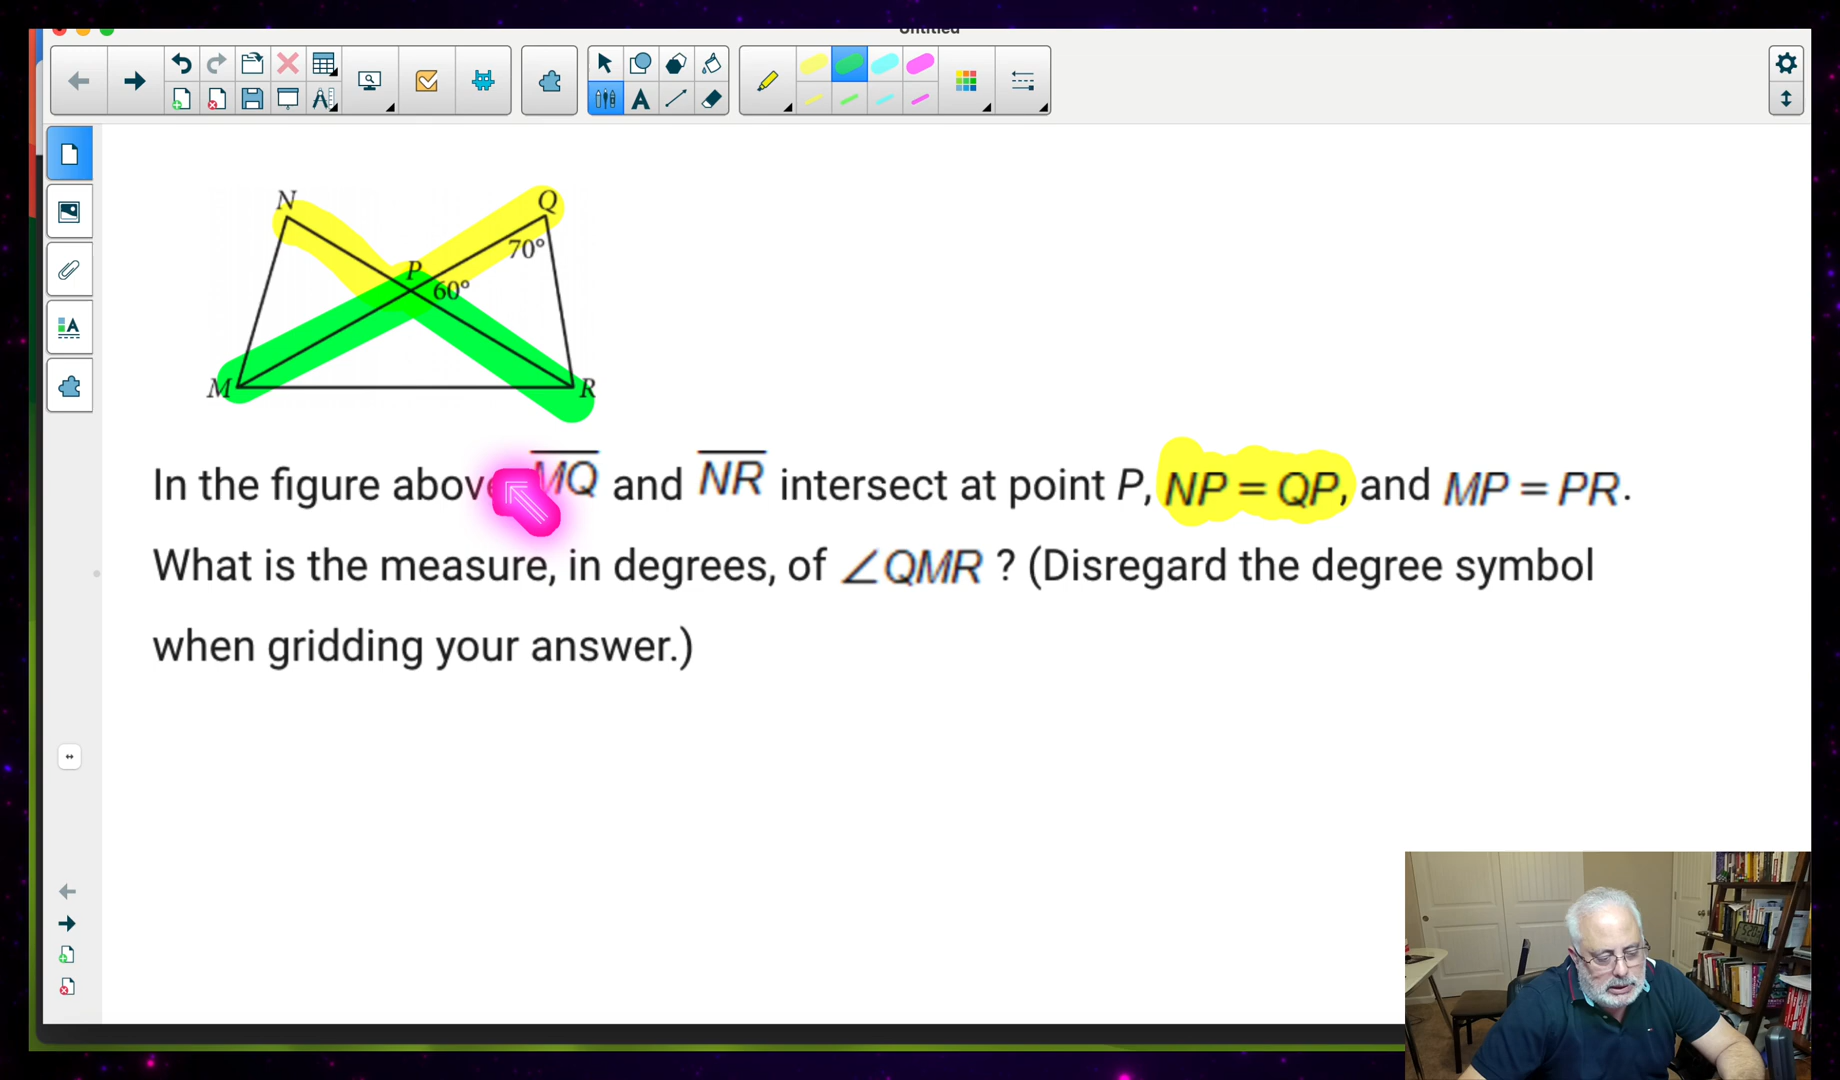 Untitled
N
Q
70°
P
60°
M
R
In the figure above MQ and NR intersect at point P, NP = QP, and MP = PR.
What is the measure, in degrees, of ∠QMR ? (Disregard the degree symbol
when gridding your answer.)